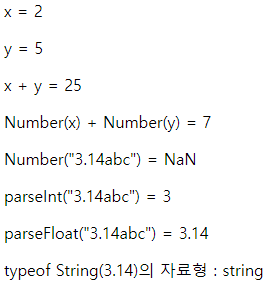 x = 2
y = 5
x + y = 25
Number(x) + Number(y) = 7
Number("3.14abc") = NaN
parseInt("3.14abc") = 3
parseFloat("3.14abc") = 3.14
typeof String(3.14)의 자료형 : string